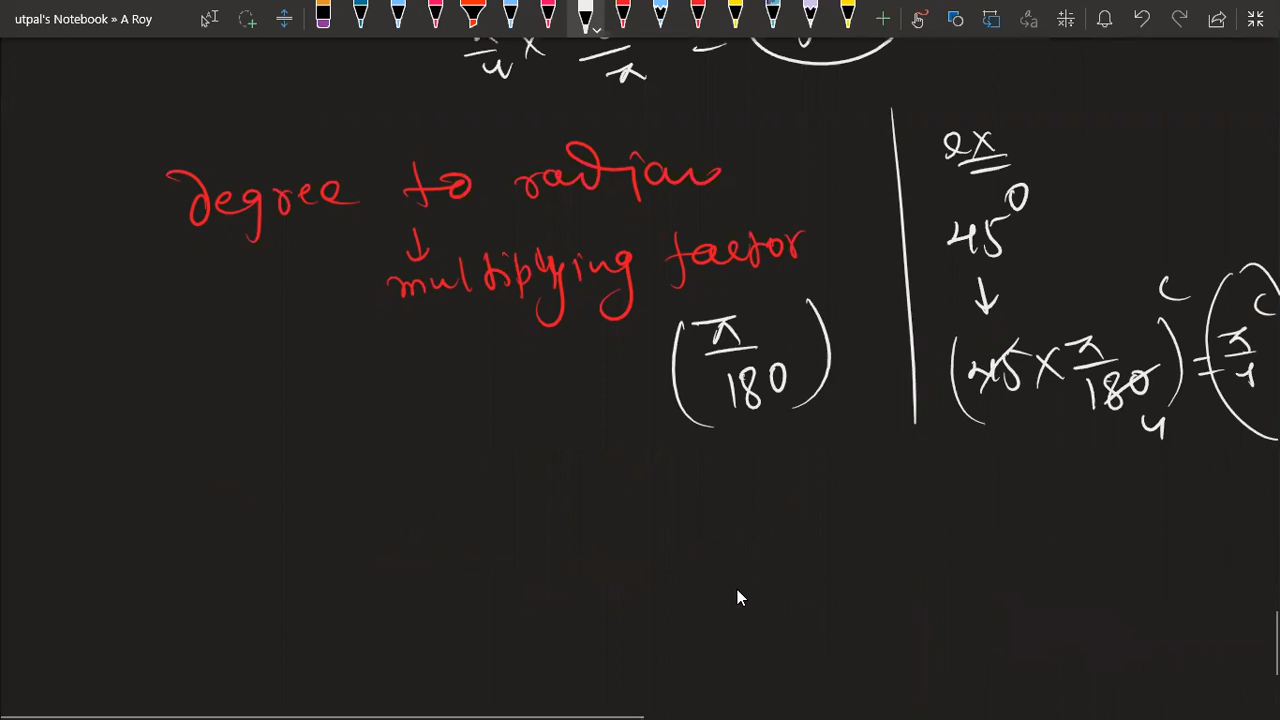 utpal's Notebook » A Roy
degree to radian
↓
multiplying factor
(π/180)
ex
45°
↓
(45 × π/180)ᶜ = π/4 ᶜ
4